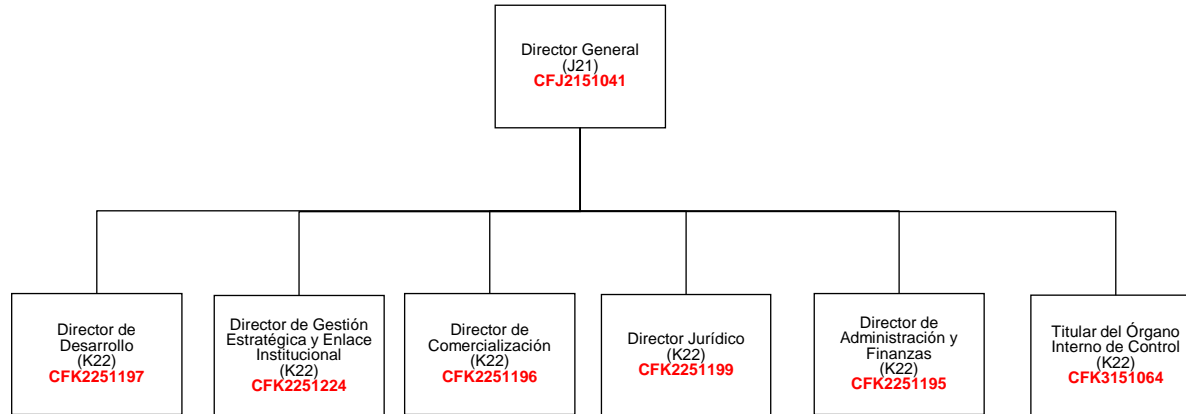 Director General
(J21)
CFJ2151041
Director de
Desarrollo
(K22)
CFK2251197
Director de Gestión
Estratégica y Enlace
Institucional
(K22)
CFK2251224
Director de
Comercialización
(K22)
CFK2251196
Director Jurídico
(K22)
CFK2251199
Director de
Administración y
Finanzas
(K22)
CFK2251195
Titular del Órgano
Interno de Control
(K22)
CFK3151064